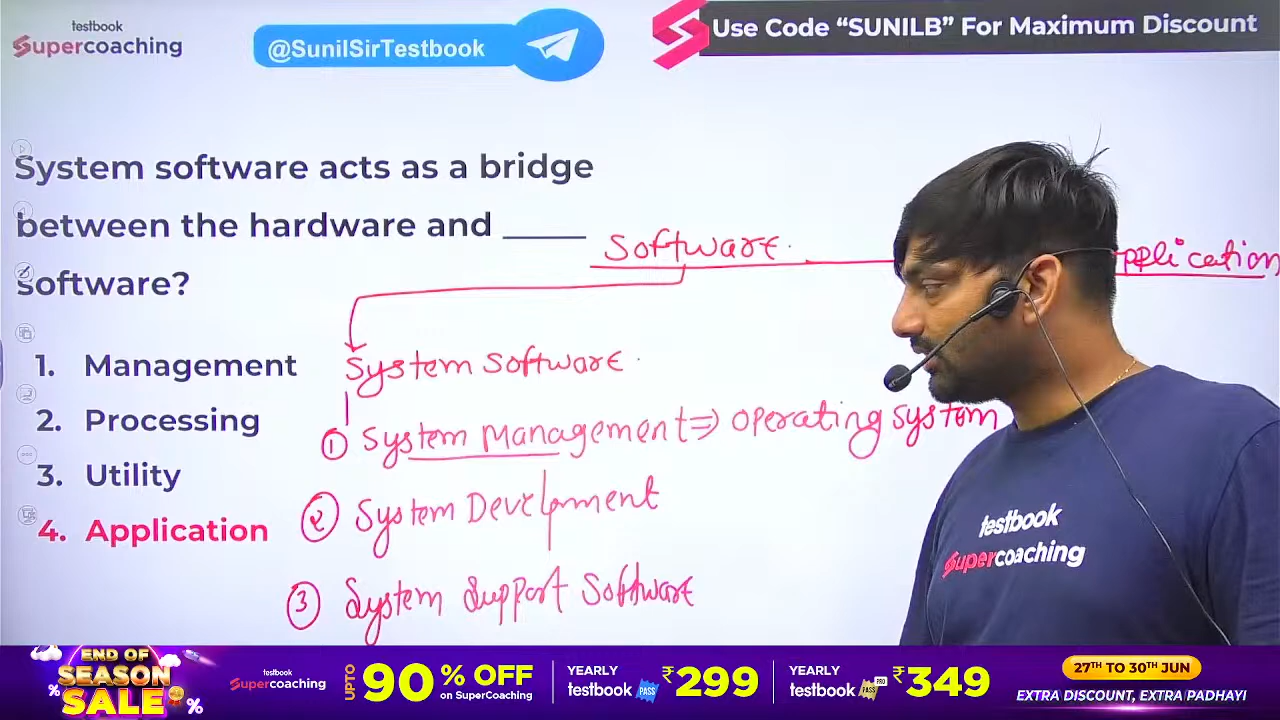 testbook
Supercoaching
@SunilSirTestbook
Use Code “SUNILB” For Maximum Discount
System software acts as a bridge
between the hardware and _____
software?
1. Management
2. Processing
3. Utility
4. Application
Software.
pplication
System Software.
① System Management => Operating System
② System Develpment
③ System Support Software
testbook
Supercoaching
END OF
SEASON
SALE
%
%
testbook
Supercoaching
UPTO 90% OFF
on SuperCoaching
YEARLY
testbook PASS ₹299
YEARLY
testbook PASS PRO ₹349
27TH TO 30TH JUN
EXTRA DISCOUNT, EXTRA PADHAYI